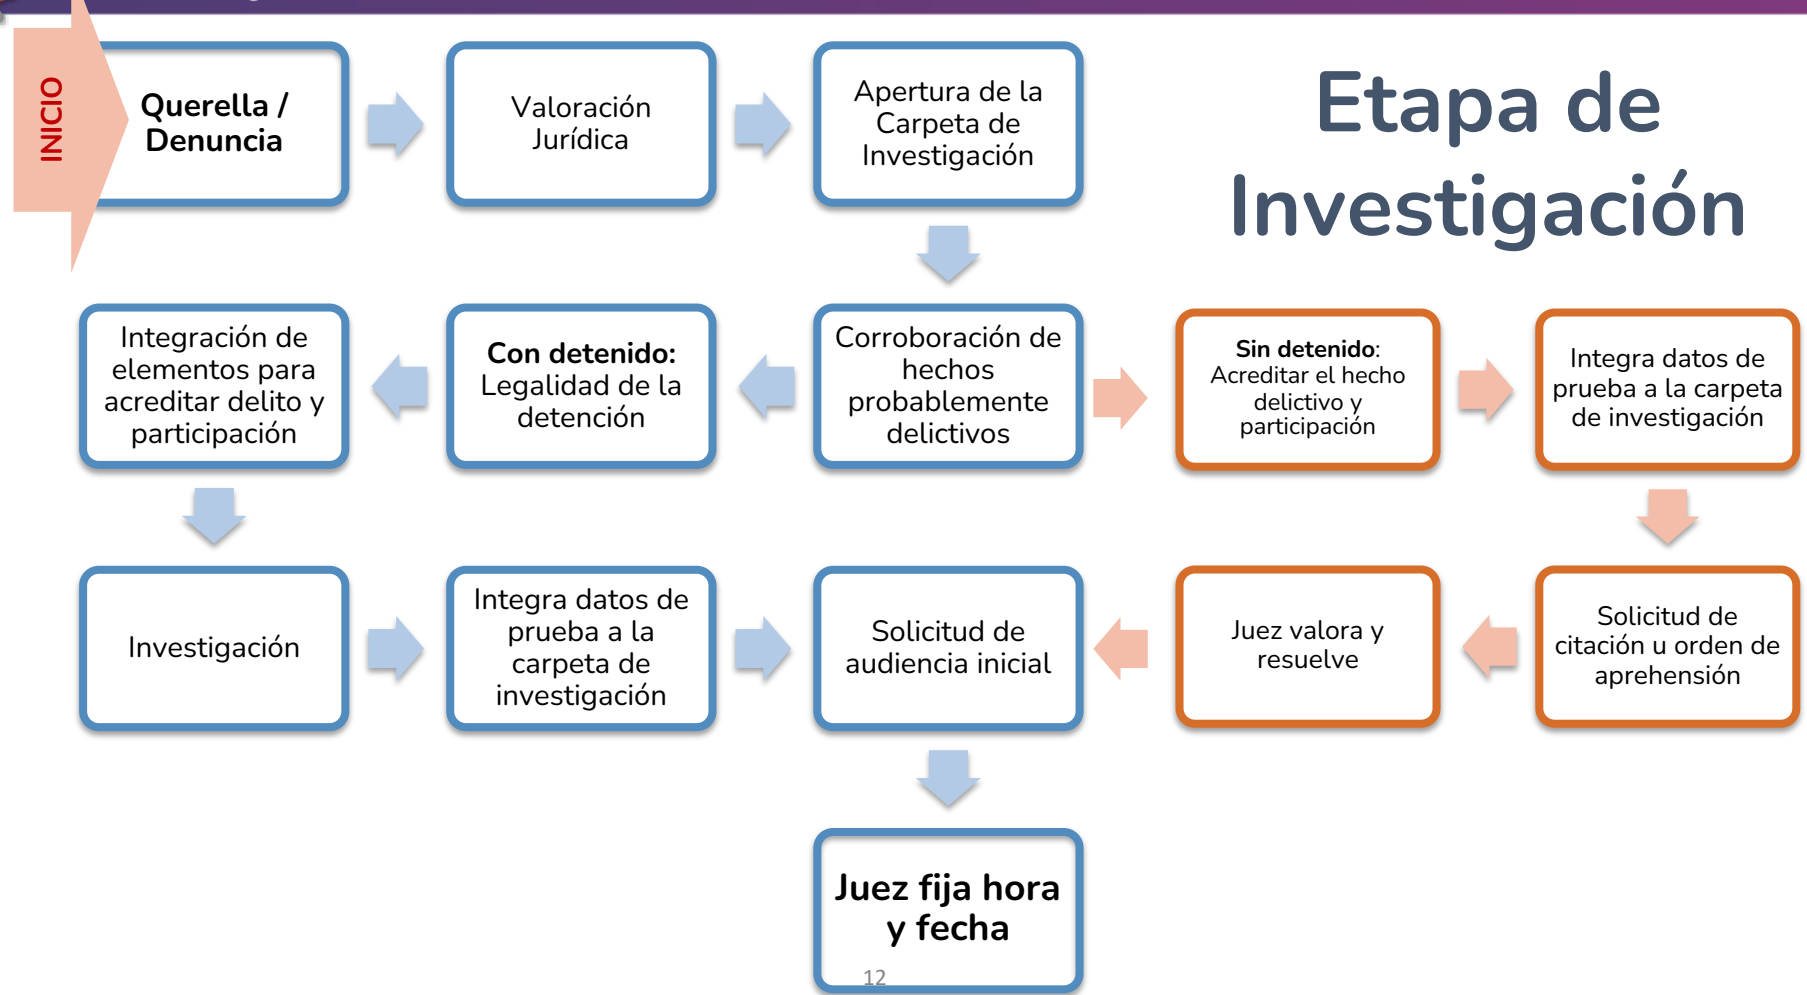 INICIO
Querella /
Denuncia
Valoración
Jurídica
Apertura de la
Carpeta de
Investigación
Etapa de
Investigación
Integración de
elementos para
acreditar delito y
participación
Con detenido:
Legalidad de la
detención
Corroboración de
hechos
probablemente
delictivos
Sin detenido:
Acreditar el hecho
delictivo y
participación
Integra datos de
prueba a la carpeta
de investigación
Investigación
Integra datos de
prueba a la
carpeta de
investigación
Solicitud de
audiencia inicial
Juez valora y
resuelve
Solicitud de
citación u orden de
aprehensión
Juez fija hora
y fecha
12